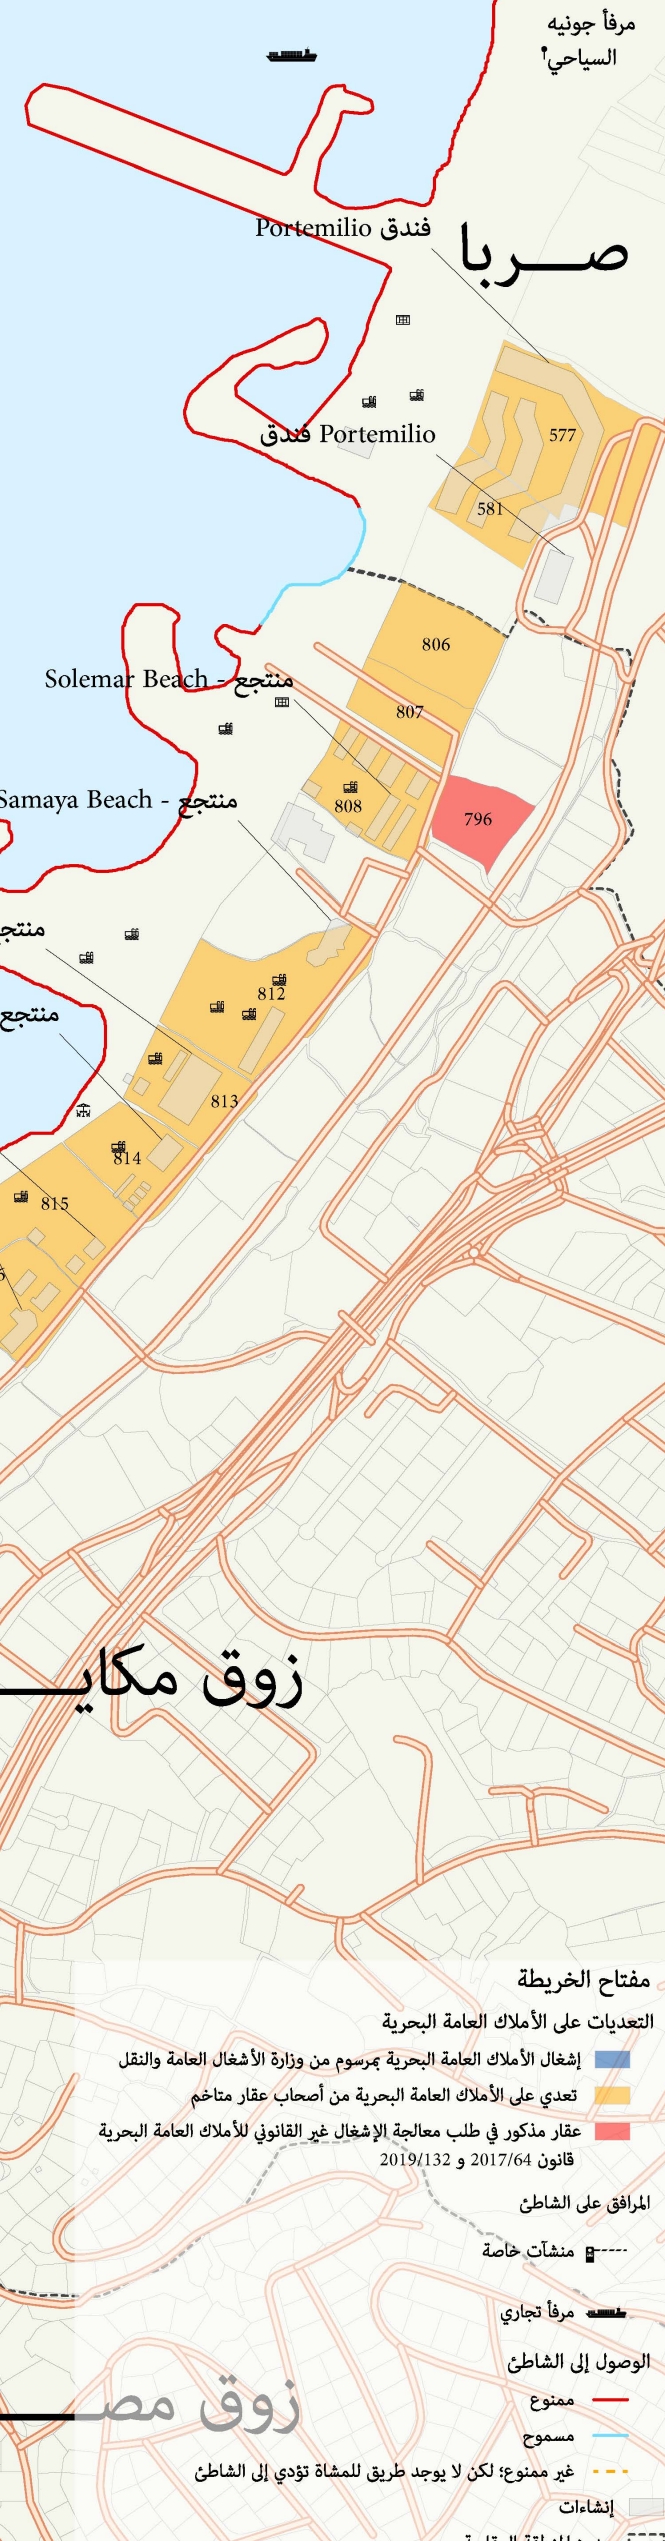 مرفأ جونيه
السياحي
فندق Portemilio
صـــربا
577
فندق Portemilio
581
806
منتجع - Solemar Beach
807
808
796
منتجع - Samaya Beach
812
منتجع
813
814
815
زوق
مفتاح الخريطة
التعديات على الأملاك العامة البحرية
إشغال الأملاك العامة البحرية بمرسوم من وزارة الأشغال العامة والنقل
تعدي على الأملاك العامة البحرية من أصحاب عقار متاخم
عقار مذكور في طلب معالجة الإشغال غير القانوني للأملاك العامة البحرية
قانون 2017/64 و 2019/132
المرافق على الشاطئ
منشآت خاصة
مرفأ تجاري
الوصول إلى الشاطئ
ممنوع
زوق مصـــ
مسموح
غير ممنوع؛ لكن لا يوجد طريق للمشاة تؤدي إلى الشاطئ
إنشاءات